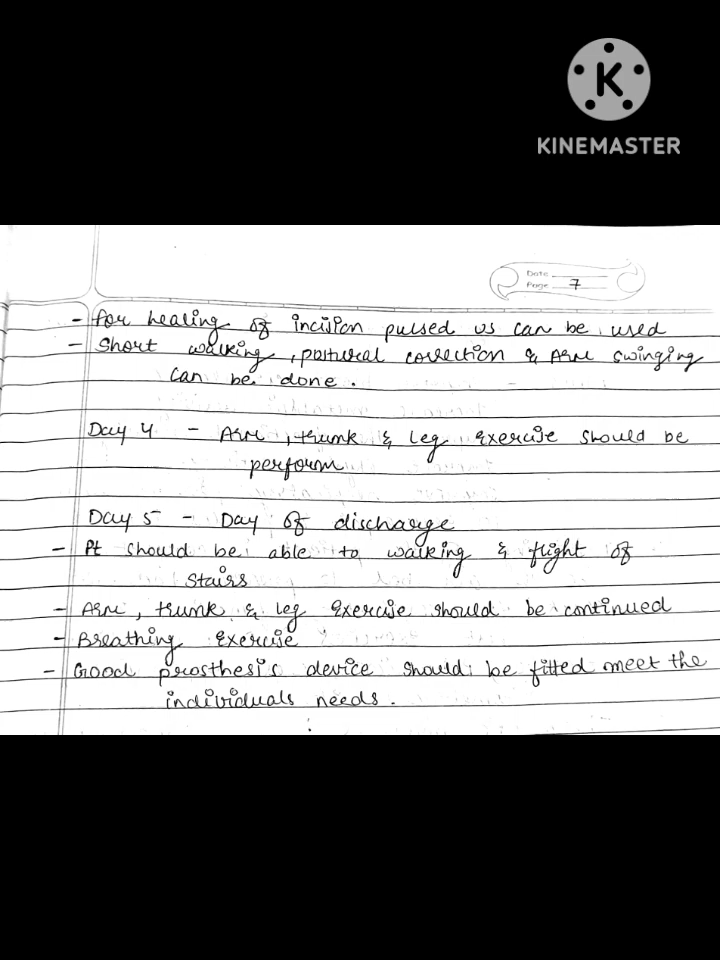 KINEMASTER
Date
Page 7
- For healing of incision pulsed us can be used
- Short walking, postural correction & Arm swinging
can be done.
Day 4 - Arm, trunk & leg exercise should be
perform
Day 5 - Day of discharge
- Pt should be able to walking & flight of
stairs
- Arm, trunk & leg exercise should be continued
- Breathing exercise
- Good prosthesis device should be fitted meet the
individuals needs.